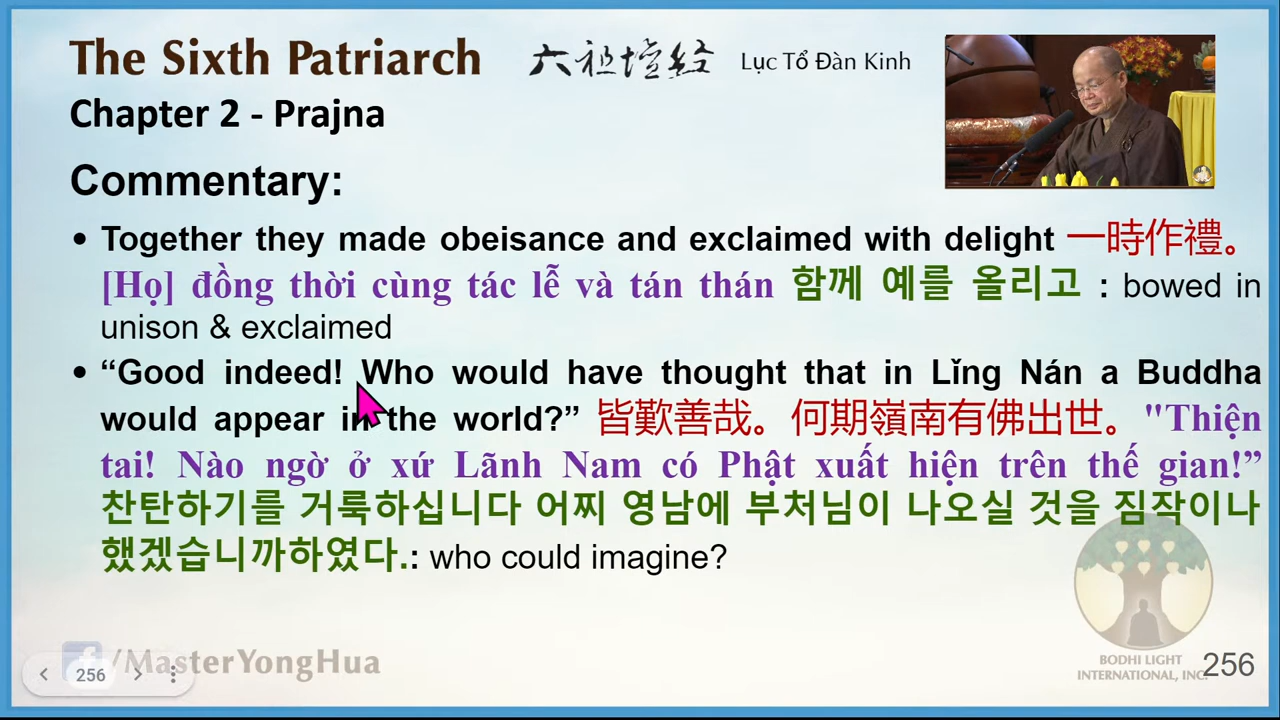 The Sixth Patriarch 六祖壇經 Lục Tổ Đàn Kinh
Chapter 2 - Prajna
Commentary:
• Together they made obeisance and exclaimed with delight 一時作禮。
[Họ] đồng thời cùng tác lễ và tán thán 함께 예를 올리고 : bowed in
unison & exclaimed
• “Good indeed! Who would have thought that in Lǐng Nán a Buddha
would appear in the world?” 皆歎善哉。何期嶺南有佛出世。"Thiện
tai! Nào ngờ ở xứ Lãnh Nam có Phật xuất hiện trên thế gian!”
찬탄하기를 거룩하십니다 어찌 영남에 부처님이 나오실 것을 짐작이나
했겠습니까하였다.: who could imagine?
f/MasterYongHua
256
BODHI LIGHT
INTERNATIONAL, INC.
256